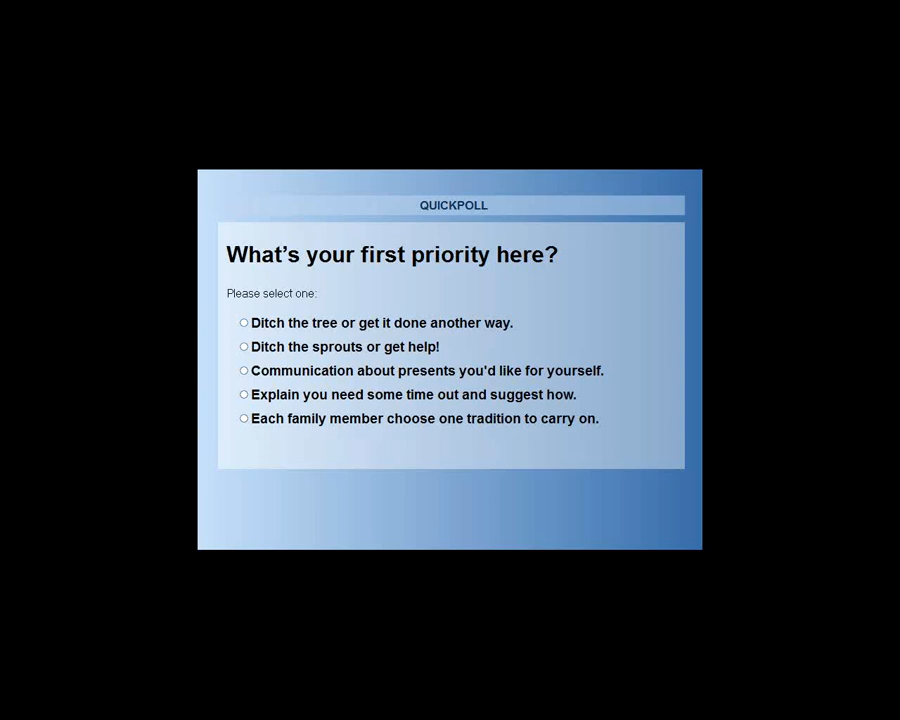 QUICKPOLL
What’s your first priority here?
Please select one:
Ditch the tree or get it done another way.
Ditch the sprouts or get help!
Communication about presents you'd like for yourself.
Explain you need some time out and suggest how.
Each family member choose one tradition to carry on.